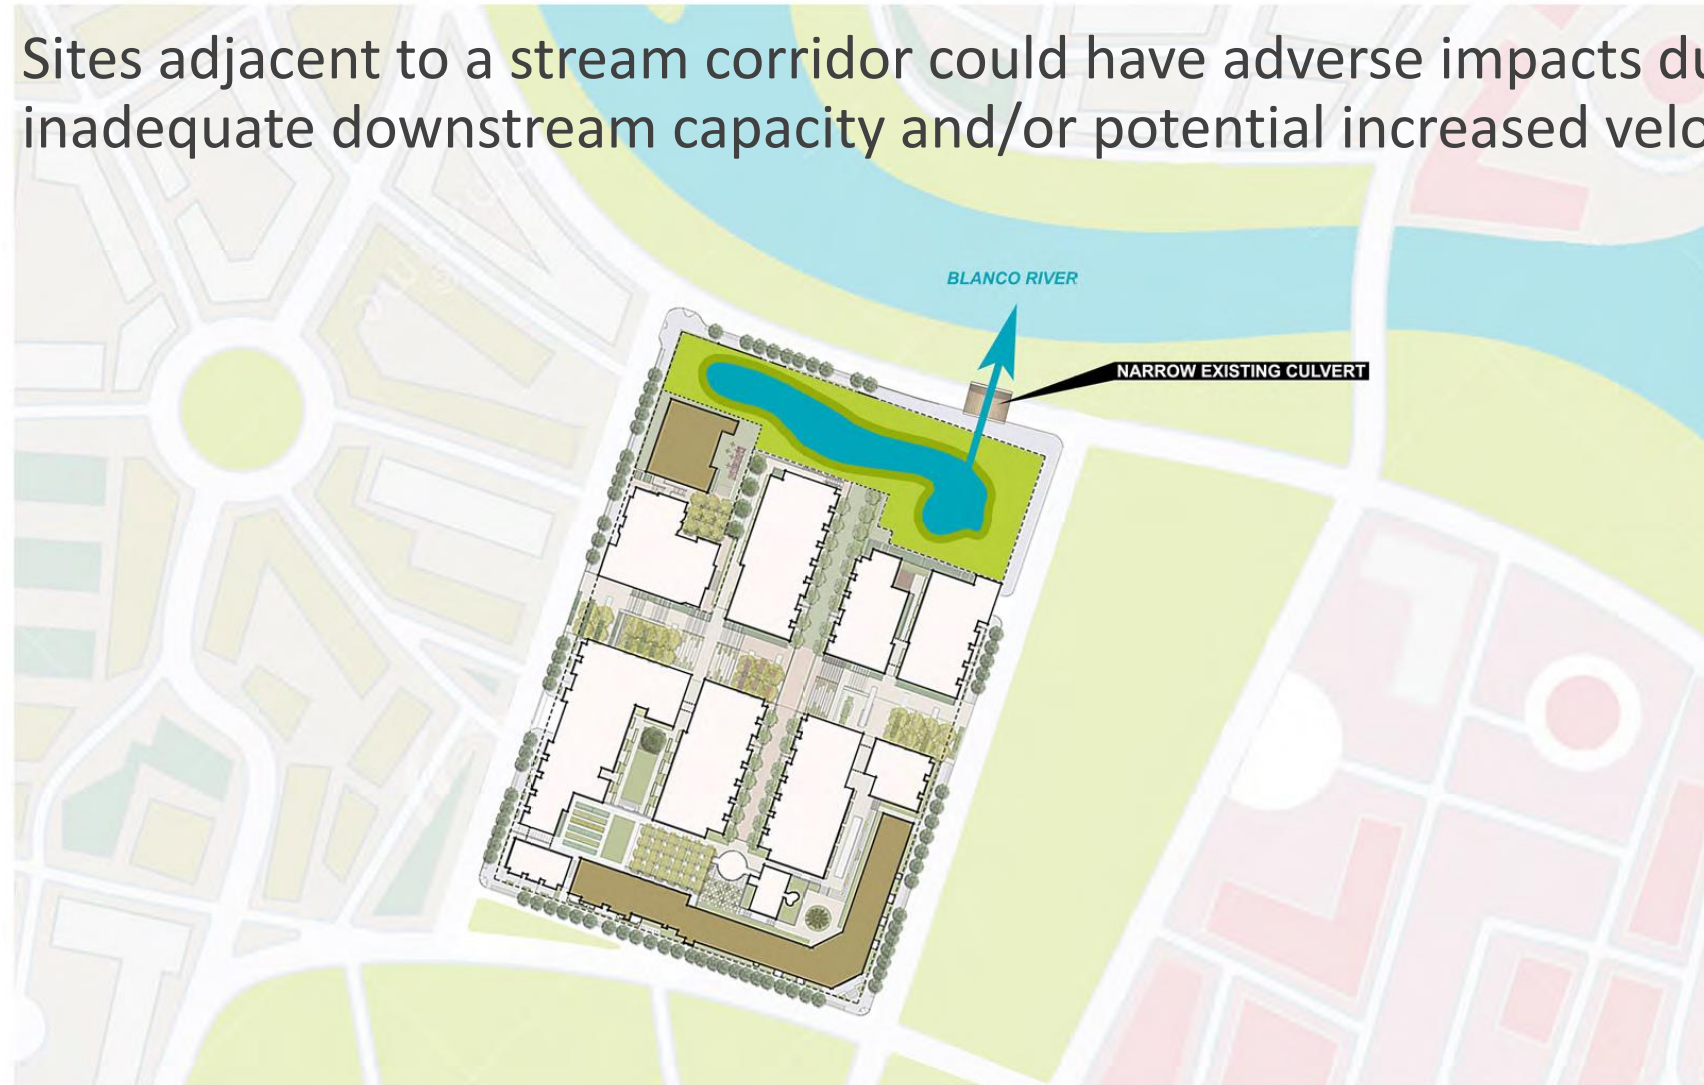 Sites adjacent to a stream corridor could have adverse impacts du
inadequate downstream capacity and/or potential increased velo
BLANCO RIVER
NARROW EXISTING CULVERT